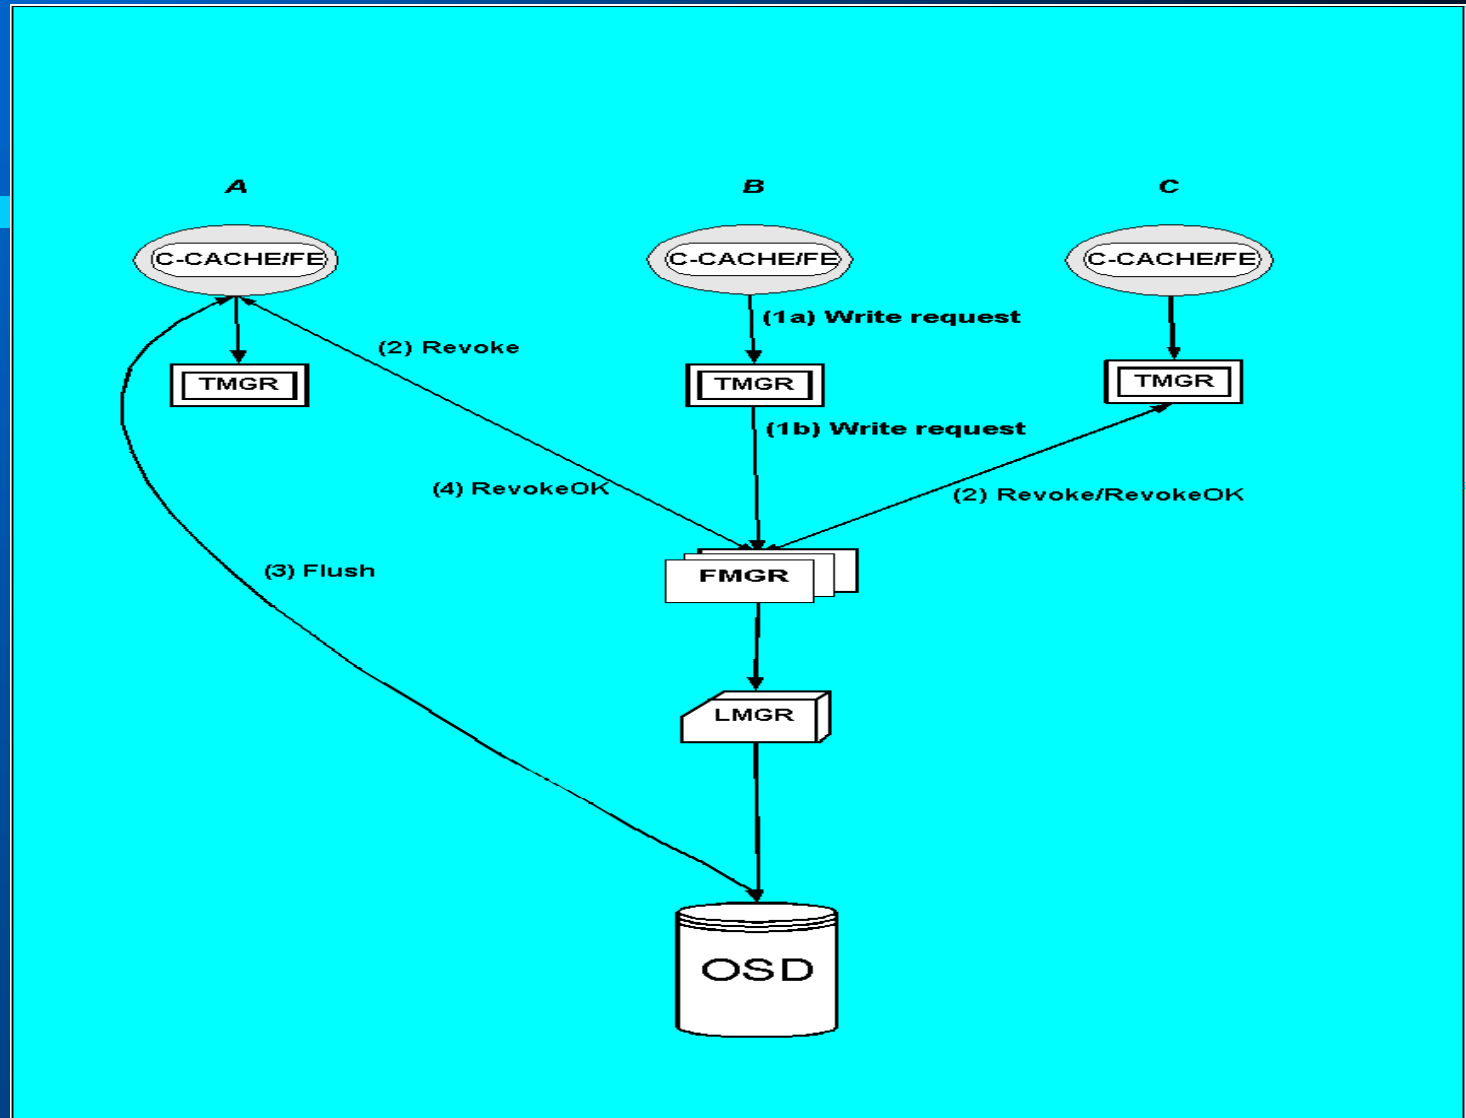 A
B
C
C-CACHE/FE
C-CACHE/FE
C-CACHE/FE
(1a) Write request
(2) Revoke
TMGR
TMGR
TMGR
(1b) Write request
(4) RevokeOK
(2) Revoke/RevokeOK
(3) Flush
FMGR
LMGR
OSD